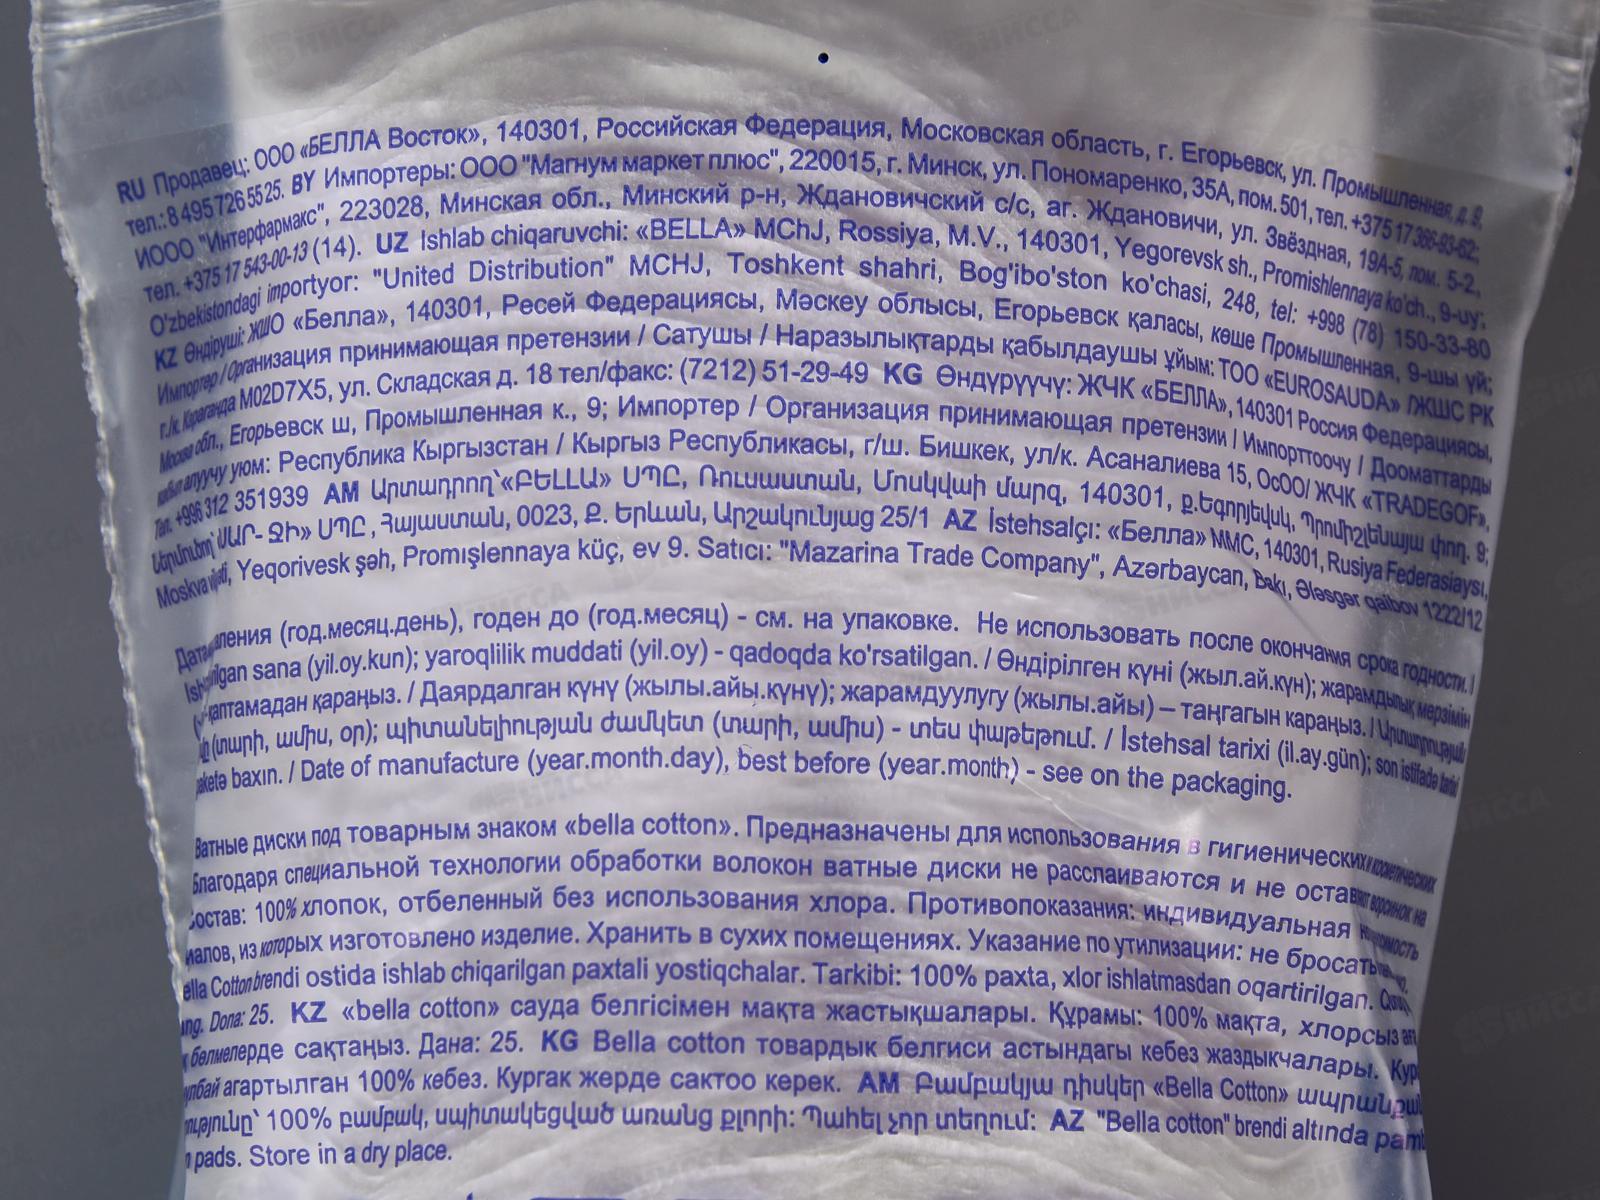 RU Продавец: ООО «БЕЛЛА Восток», 140301, Российская Федерация, Московская область, г. Егорьевск, ул. Промышленная, д. 9,
тел.: 8 495 726 55 25. BY Импортеры: ООО "Магнум маркет плюс", 220015, г. Минск, ул. Пономаренко, 35А, пом. 501, тел. +375 17 366-93-62;
ИООО "Интерфармакс", 223028, Минская обл., Минский р-н, Ждановичский с/с, аг. Ждановичи, ул. Звёздная, 19А-5, пом. 5-2,
тел. +375 17 543-00-13 (14). UZ Ishlab chiqaruvchi: «BELLA» MChJ, Rossiya, M.V., 140301, Yegorevsk sh., Promishlennaya ko'ch., 9-uy;
O'zbekistondagi importyor: "United Distribution" MCHJ, Toshkent shahri, Bog'ibo'ston ko'chasi, 248, tel: +998 (78) 150-33-80
KZ Өндіруші: ЖШО «Белла», 140301, Ресей Федерациясы, Мәскеу облысы, Егорьевск қаласы, көше Промышленная, 9-шы үй;
Импортер / Организация принимающая претензии / Сатушы / Наразылықтарды қабылдаушы ұйым: ТОО «EUROSAUDA» /ЖШС РК
г./к. Караганда M02D7X5, ул. Складская д. 18 тел/факс: (7212) 51-29-49 KG Өндүрүүчү: ЖЧК «БЕЛЛА», 140301 Россия Федерациясы,
Москва обл., Егорьевск ш, Промышленная к., 9; Импортер / Организация принимающая претензии / Импорттоочу / Дооматтарды
кабыл алуучу уюм: Республика Кыргызстан / Кыргыз Республикасы, г/ш. Бишкек, ул/к. Асаналиева 15, ОсОО/ ЖЧК «TRADEGOF»,
Тел. +996 312 351939 AM Արտադրող՝ «ԲԵԼԼԱ» ՍՊԸ, Ռուսաստան, Մոսկվայի մարզ, 140301, ք.Եգորյեվսկ, Պրոմիշլեննայա փող. 9;
Ներմուծող՝ ՍՊԸ, Հայաստան, 0023, Ք. Երևան, Արշակունյաց 25/1 AZ İstehsalçı: «Белла» MMC, 140301, Rusiya Federasiaysı,
Moskva Yeqorivesk şəh, Promışlennaya küç, ev 9. Satıcı: "Mazarina Trade Company", Azərbaycan, Bakı, Ələsgər qaibov 1222/12
(год.месяц.день), годен до (год.месяц) - см. на упаковке. Не использовать после окончания срока годности. /
sana (yil.oy.kun); yaroqlilik muddati (yil.oy) - qadoqda ko'rsatilgan. / Өндірілген күні (жыл.ай.күн); жарамдылық мерзімін
қаптамадан қараңыз. / Даярдалган күнү (жылы.айы.күнү); жарамдуулугу (жылы.айы) – таңгагын караңыз. / Արտադրության
(տարի, ամիս, օր); պիտանելիության ժամկետ (տարի, ամիս) - տես փաթեթում. / İstehsal tarixi (il.ay.gün); son istifadə tarixi
baxın. / Date of manufacture (year.month.day), best before (year.month) - see on the packaging.
Ватные диски под товарным знаком «bella cotton». Предназначены для использования в гигиенических и косметических
Благодаря специальной технологии обработки волокон ватные диски не расслаиваются и не оставляют ворсинок на
Состав: 100% хлопок, отбеленный без использования хлора. Противопоказания: индивидуальная
из которых изготовлено изделие. Хранить в сухих помещениях. Указание по утилизации: не бросать
Cotton brendi ostida ishlab chiqarilgan paxtali yostiqchalar. Tarkibi: 100% paxta, xlor ishlatmasdan oqartirilgan.
Dona: 25. KZ «bella cotton» сауда белгісімен мақта жастықшалары. Құрамы: 100% мақта, хлорсыз
бөлмелерде сақтаңыз. Дана: 25. KG Bella cotton товардык белгиси астындагы кебез жаздыкчалары.
агартылган 100% кебез. Кургак жерде сактоо керек. AM Բամբակյա դիսկեր «Bella Cotton»
100% բամբակ, սպիտակեցված առանց քլորի: Պահել չոր տեղում: AZ "Bella cotton" brendi altında
pads. Store in a dry place.